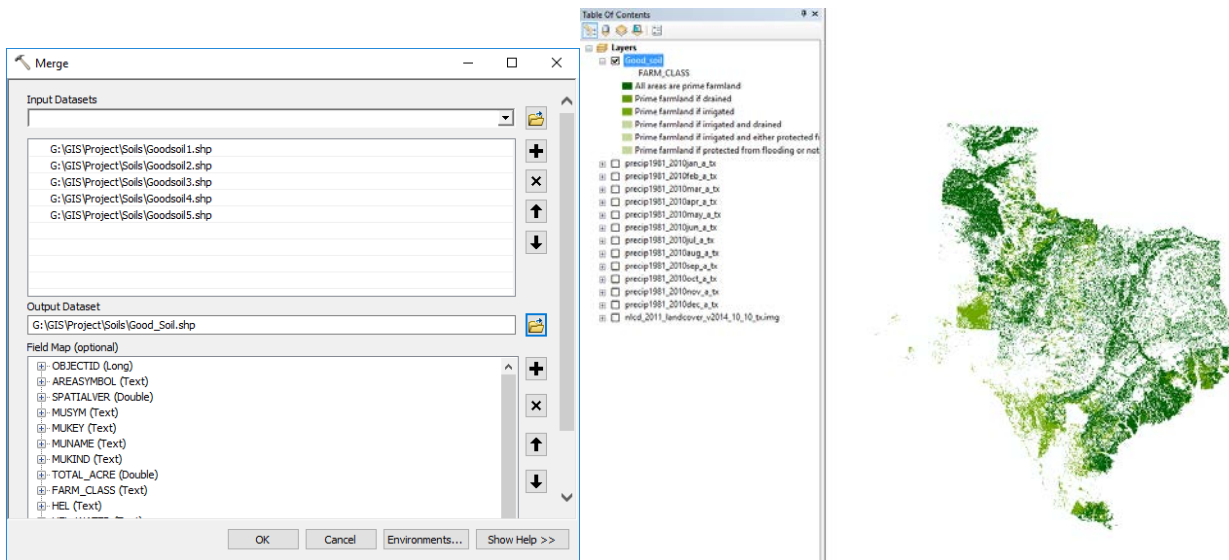 Merge
Input Datasets
G:\GIS\Project\Soils\Goodsoil1.shp
G:\GIS\Project\Soils\Goodsoil2.shp
G:\GIS\Project\Soils\Goodsoil3.shp
G:\GIS\Project\Soils\Goodsoil4.shp
G:\GIS\Project\Soils\Goodsoil5.shp
Output Dataset
G:\GIS\Project\Soils\Good_Soil.shp
Field Map (optional)
OBJECTID (Long)
AREASYMBOL (Text)
SPATIALVER (Double)
MUSYM (Text)
MUKEY (Text)
MUNAME (Text)
MUKIND (Text)
TOTAL_ACRE (Double)
FARM_CLASS (Text)
HEL (Text)
OK Cancel Environments... Show Help >>
Table Of Contents
Layers
Good_soil
FARM_CLASS
All areas are prime farmland
Prime farmland if drained
Prime farmland if irrigated
Prime farmland if irrigated and drained
Prime farmland if irrigated and either protected f
Prime farmland if protected from flooding or not
precip1981_2010jan_a_tx
precip1981_2010feb_a_tx
precip1981_2010mar_a_tx
precip1981_2010apr_a_tx
precip1981_2010may_a_tx
precip1981_2010jun_a_tx
precip1981_2010jul_a_tx
precip1981_2010aug_a_tx
precip1981_2010sep_a_tx
precip1981_2010oct_a_tx
precip1981_2010nov_a_tx
precip1981_2010dec_a_tx
nlcd_2011_landcover_v2014_10_10_tx.img